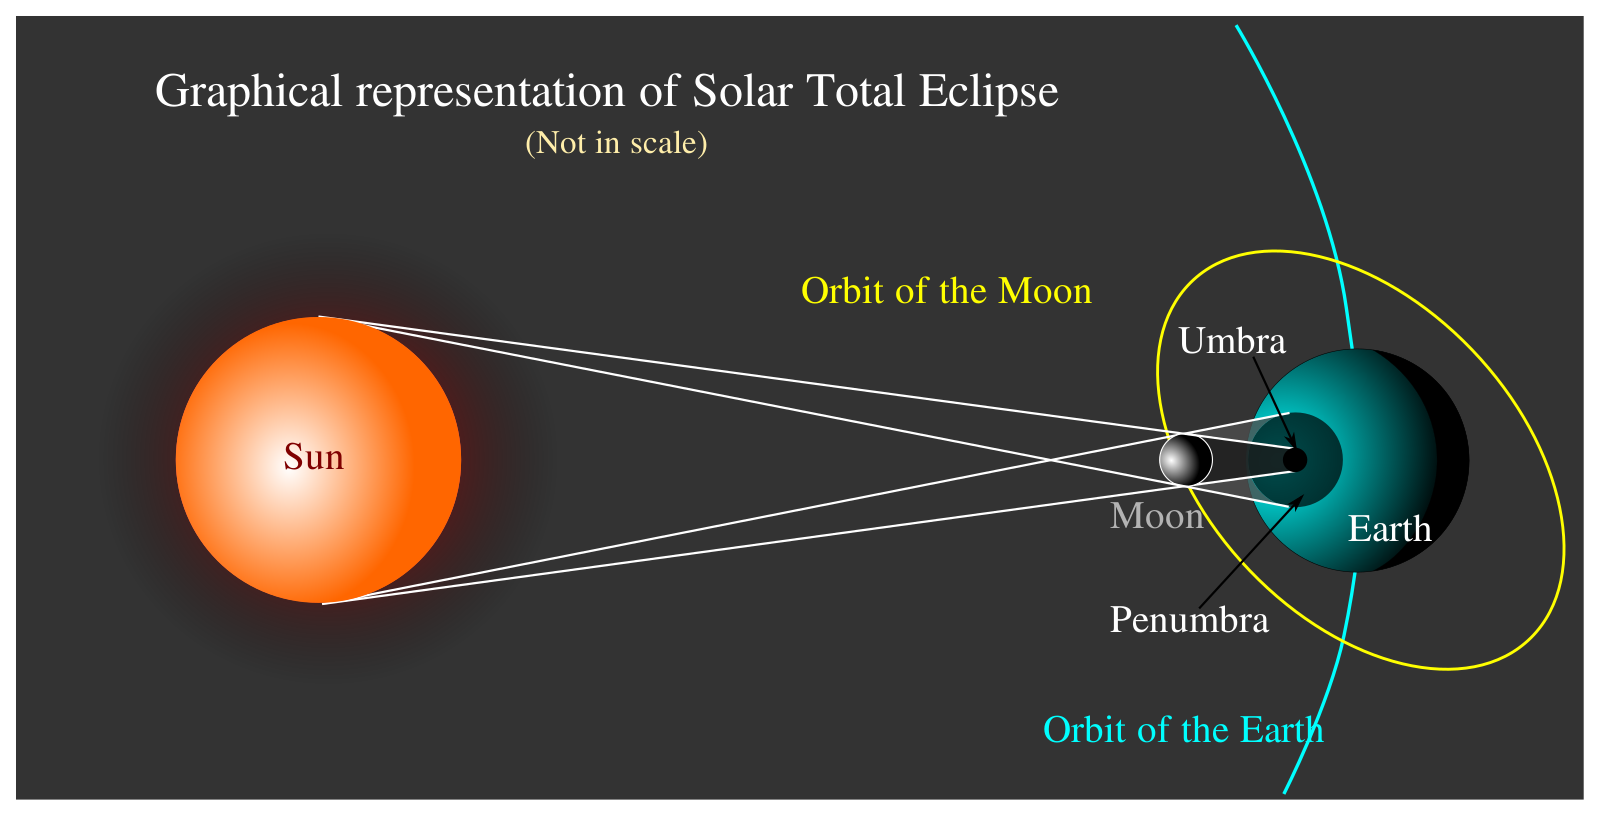 Graphical representation of Solar Total Eclipse
(Not in scale)
Orbit of the Moon
Umbra
Sun
Moon
Earth
Penumbra
Orbit of the Earth